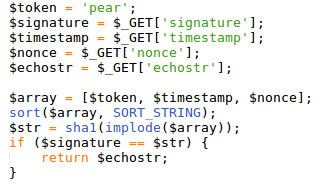 $token = 'pear';
$signature = $_GET['signature'];
$timestamp = $_GET['timestamp'];
$nonce = $_GET['nonce'];
$echostr = $_GET['echostr'];

$array = [$token, $timestamp, $nonce];
sort($array, SORT_STRING);
$str = sha1(implode($array));
if ($signature == $str) {
    return $echostr;
}